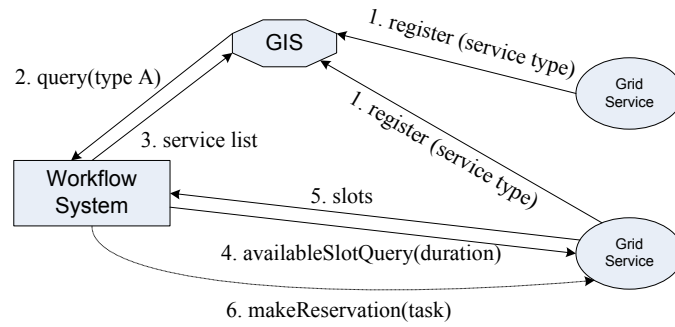 1. register (service type)
GIS
2. query(type A)
Grid
Service
1. register (service type)
3. service list
Workflow
System
5. slots
Grid
Service
4. availableSlotQuery(duration)
6. makeReservation(task)